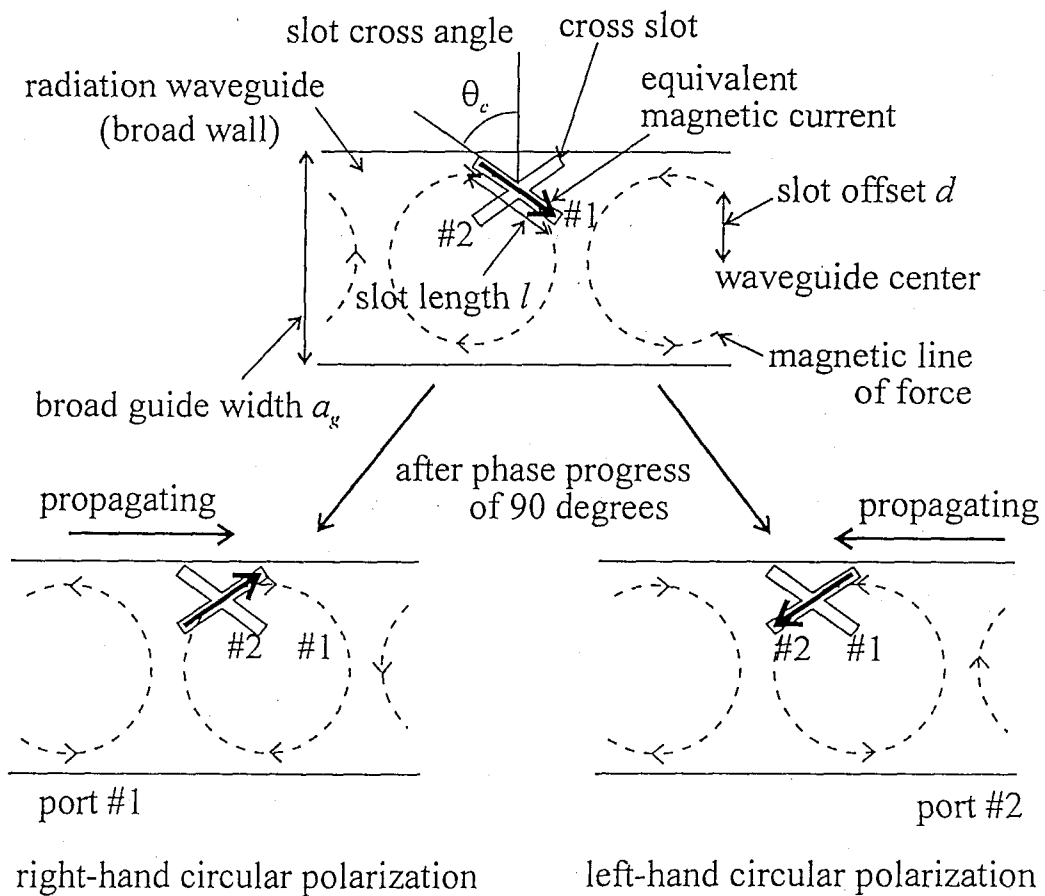 slot cross angle
cross slot
radiation waveguide
(broad wall)
θc
equivalent
magnetic current
slot offset d
#1
#2
waveguide center
slot length l
magnetic line
of force
broad guide width ag
after phase progress
of 90 degrees
propagating
propagating
#2
#1
#2
#1
port #1
port #2
right-hand circular polarization
left-hand circular polarization